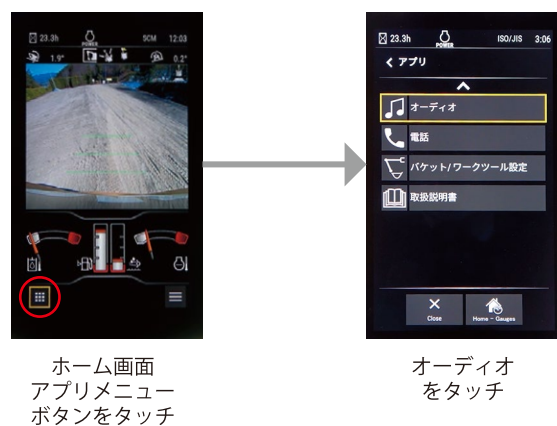 23.3h
POWER
SCM
12:03
1.9°
0.2°
ホーム画面
アプリメニュー
ボタンをタッチ
23.3h
POWER
ISO/JIS
3:06
アプリ
オーディオ
電話
バケット/ワークツール設定
取扱説明書
Close
Home - Gauges
オーディオ
をタッチ